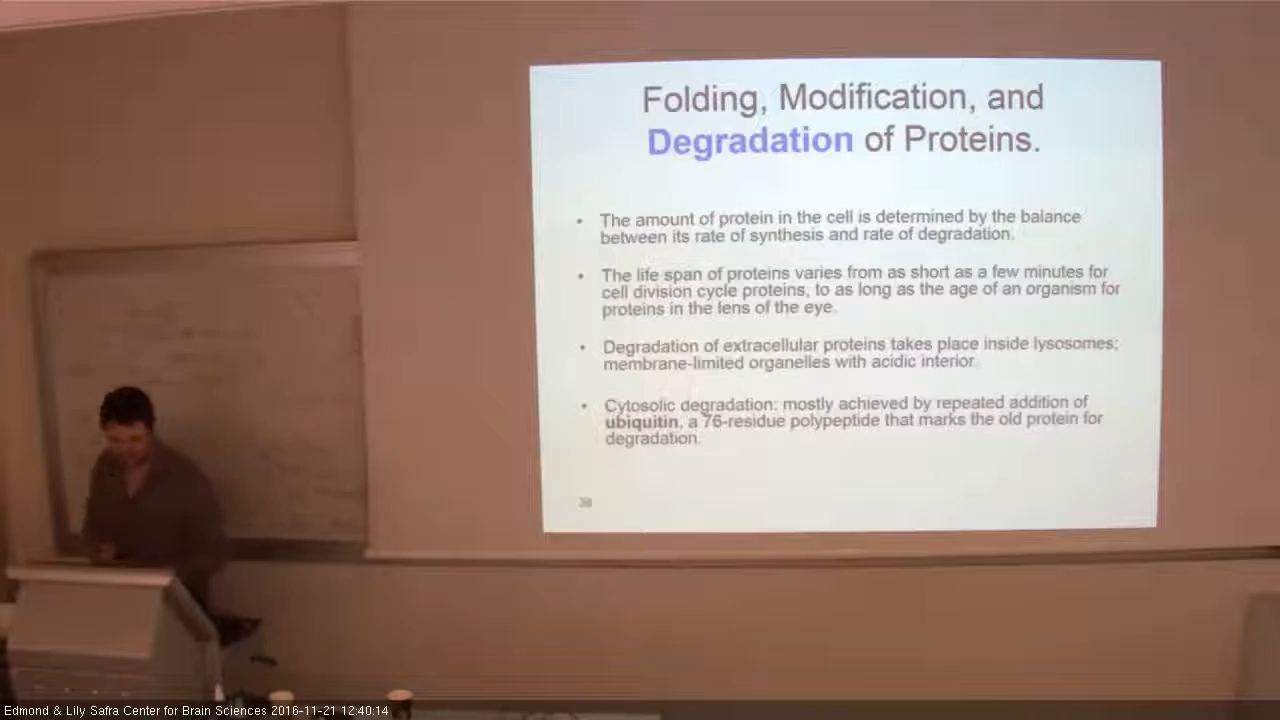 Folding, Modification, and
Degradation of Proteins.
• The amount of protein in the cell is determined by the balance
between its rate of synthesis and rate of degradation.
• The life span of proteins varies from as short as a few minutes for
cell division cycle proteins, to as long as the age of an organism for
proteins in the lens of the eye.
• Degradation of extracellular proteins takes place inside lysosomes;
membrane-limited organelles with acidic interior.
• Cytosolic degradation: mostly achieved by repeated addition of
ubiquitin, a 76-residue polypeptide that marks the old protein for
degradation.
Edmond & Lily Safra Center for Brain Sciences 2016-11-21 12:40:14